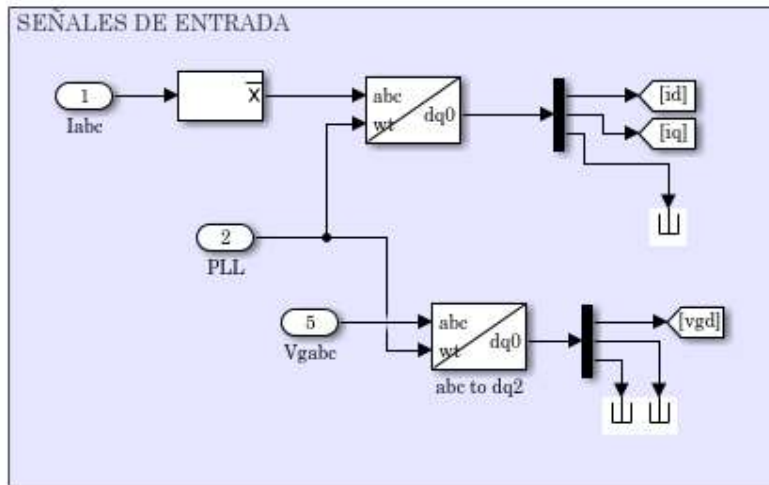 SEÑALES DE ENTRADA
1
Iabc
x
abc
wt
dq0
[id]
[iq]
2
PLL
5
Vgabc
abc
wt
dq0
abc to dq2
[vgd]